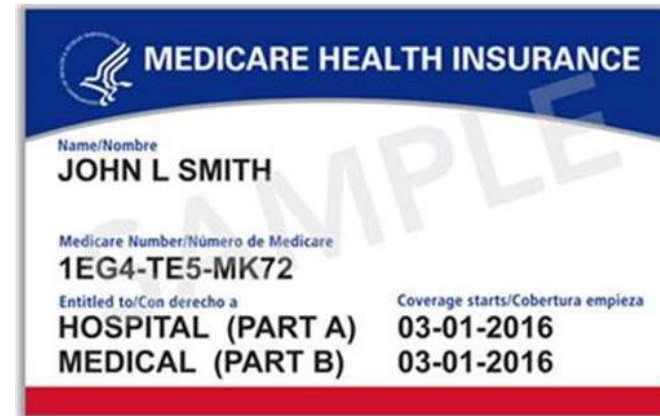 MEDICARE HEALTH INSURANCE
SAMPLE
Name/Nombre
JOHN L SMITH
Medicare Number/Número de Medicare
1EG4-TE5-MK72
Entitled to/Con derecho a Coverage starts/Cobertura empieza
HOSPITAL (PART A) 03-01-2016
MEDICAL (PART B) 03-01-2016